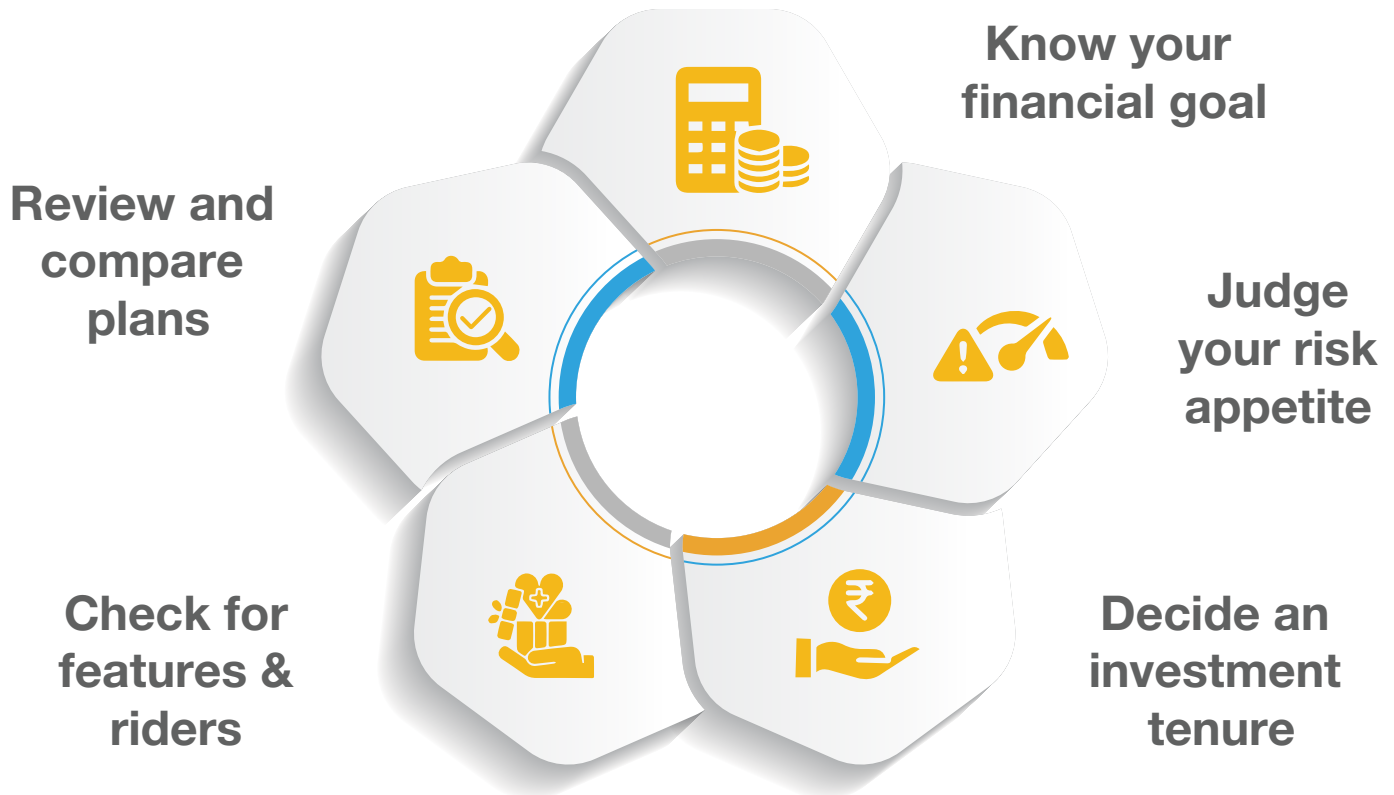 Know your
financial goal
Judge
your risk
appetite
Decide an
investment
tenure
Check for
features &
riders
Review and
compare
plans
₹